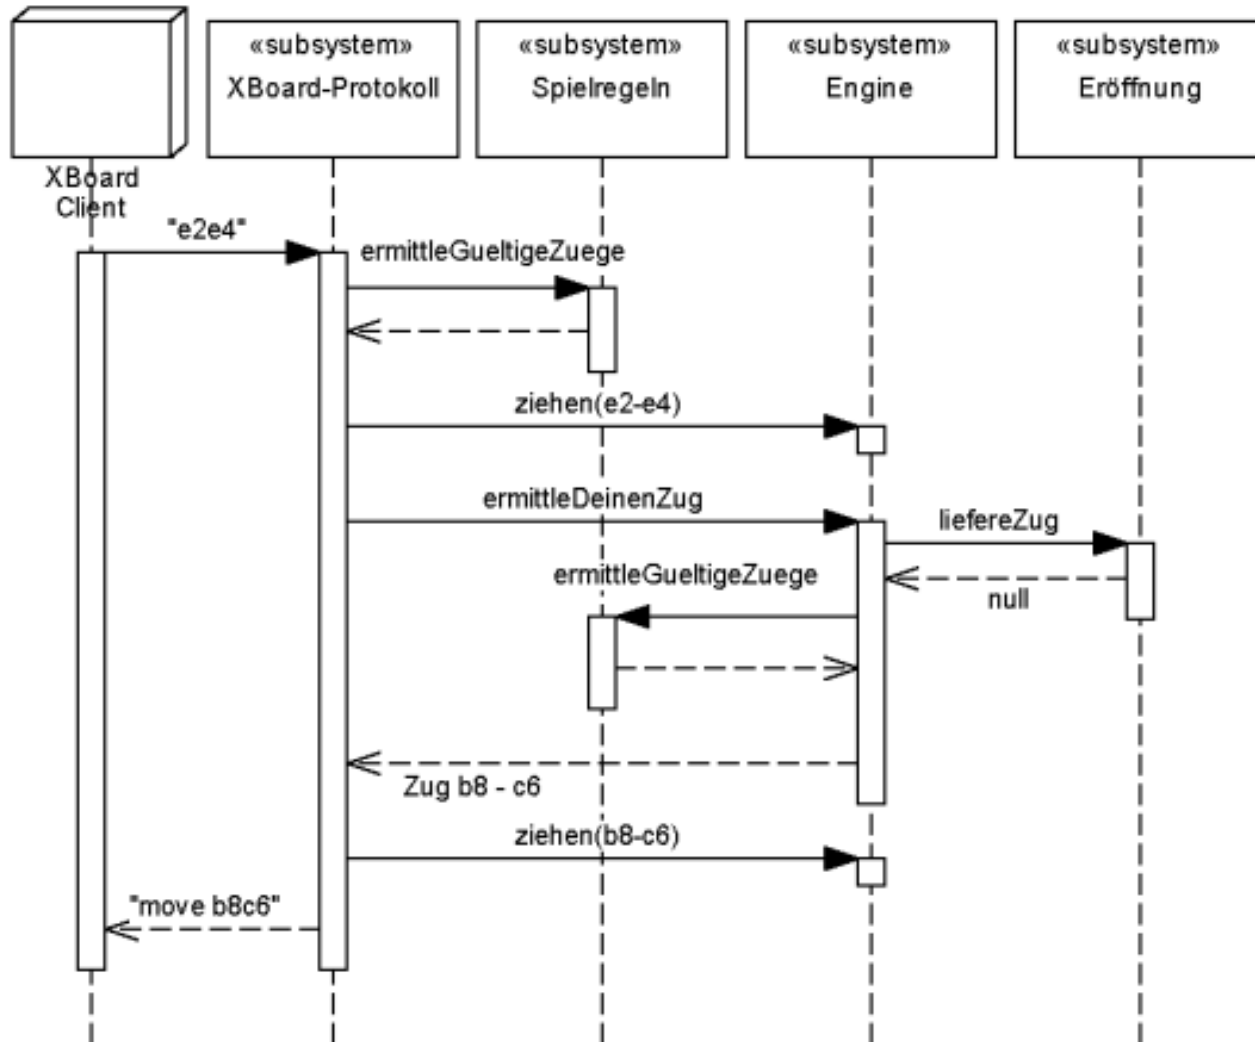 «subsystem»
XBoard-Protokoll
«subsystem»
Spielregeln
«subsystem»
Engine
«subsystem»
Eröffnung
XBoard
Client
"e2e4"
ermittleGueltigeZuege
ziehen(e2-e4)
ermittleDeinenZug
liefereZug
null
ermittleGueltigeZuege
Zug b8 - c6
ziehen(b8-c6)
"move b8c6"